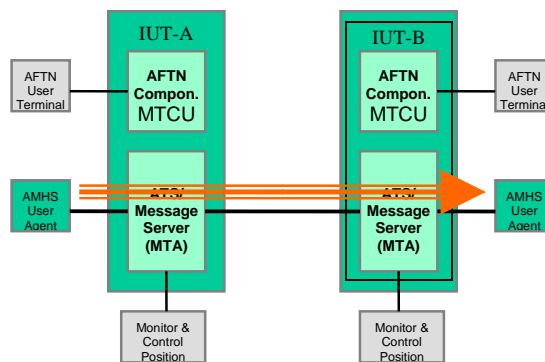 IUT-A
IUT-B
AFTN
User
Terminal
AFTN
Compon.
MTCU
AFTN
Compon.
MTCU
AFTN
User
Terminal
AMHS
User
Agent
Message
Server
(MTA)
Message
Server
(MTA)
AMHS
User
Agent
Monitor &
Control
Position
Monitor &
Control
Position